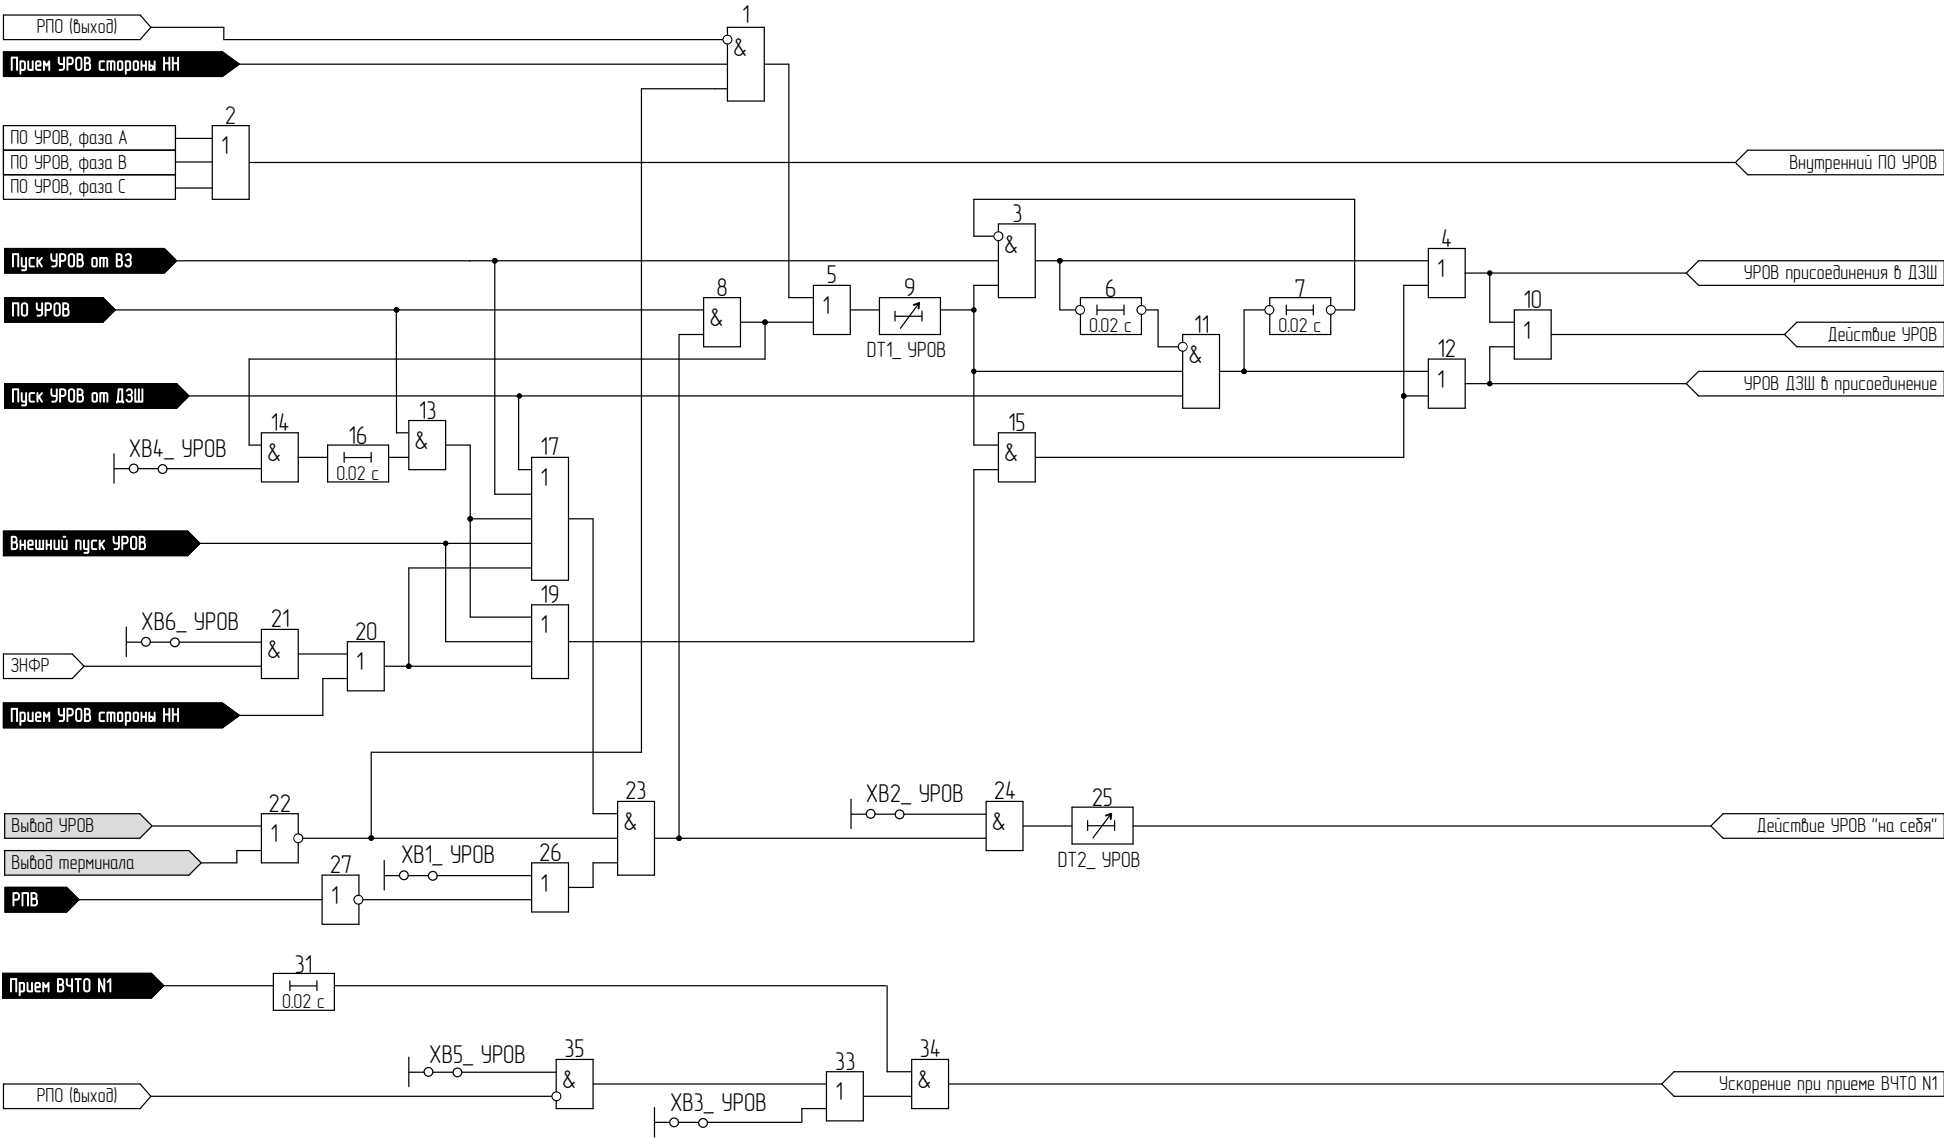 1
РПО (выход)
&
Прием УРОВ стороны НН
2
ПО УРОВ, фаза А
1
ПО УРОВ, фаза В
Внутренний ПО УРОВ
ПО УРОВ, фаза С
3
&
4
Пуск УРОВ от ВЗ
1
УРОВ присоединения в ДЗШ
5
8
9
6
7
10
ПО УРОВ
&
1
0.02 с
0.02 с
11
1
Действие УРОВ
DT1_ УРОВ
&
12
1
УРОВ ДЗШ в присоединение
Пуск УРОВ от ДЗШ
13
14
16
&
15
17
XB4_ УРОВ
&
0.02 с
&
1
Внешний пуск УРОВ
19
XB6_ УРОВ
21
20
1
&
1
ЗНФР
Прием УРОВ стороны НН
22
23
XB2_ УРОВ
24
25
Вывод УРОВ
1
&
&
Действие УРОВ "на себя"
Вывод терминала
27
XB1_ УРОВ
26
DT2_ УРОВ
РПВ
1
1
31
Прием ВЧТО N1
0.02 с
XB5_ УРОВ
35
33
34
&
1
&
Ускорение при приеме ВЧТО N1
РПО (выход)
XB3_ УРОВ